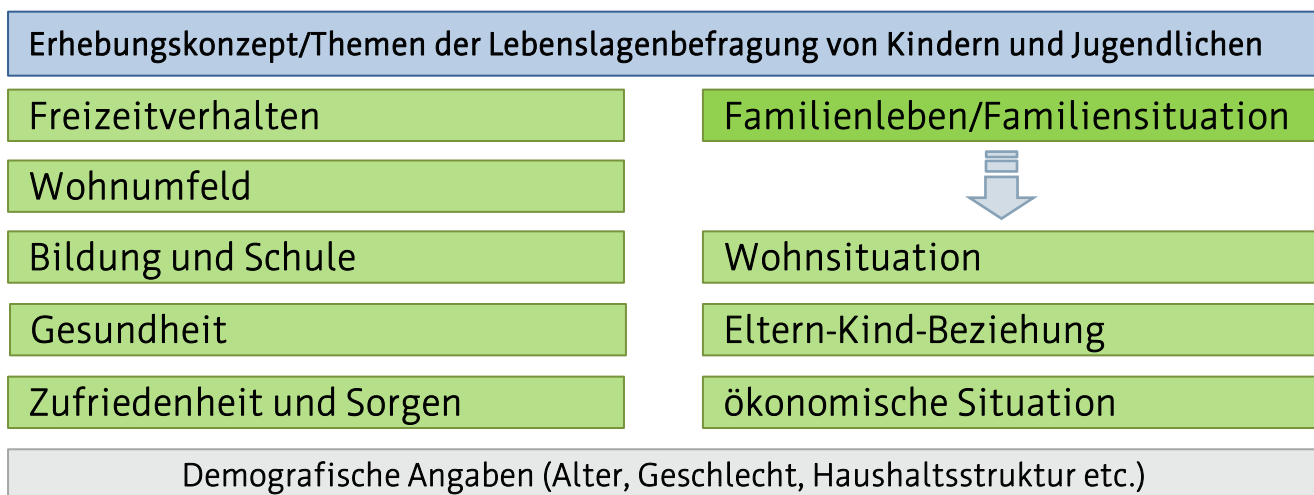 Erhebungskonzept/Themen der Lebenslagenbefragung von Kindern und Jugendlichen
Freizeitverhalten
Wohnumfeld
Bildung und Schule
Gesundheit
Zufriedenheit und Sorgen
Familienleben/Familiensituation
Wohnsituation
Eltern-Kind-Beziehung
ökonomische Situation
Demografische Angaben (Alter, Geschlecht, Haushaltsstruktur etc.)